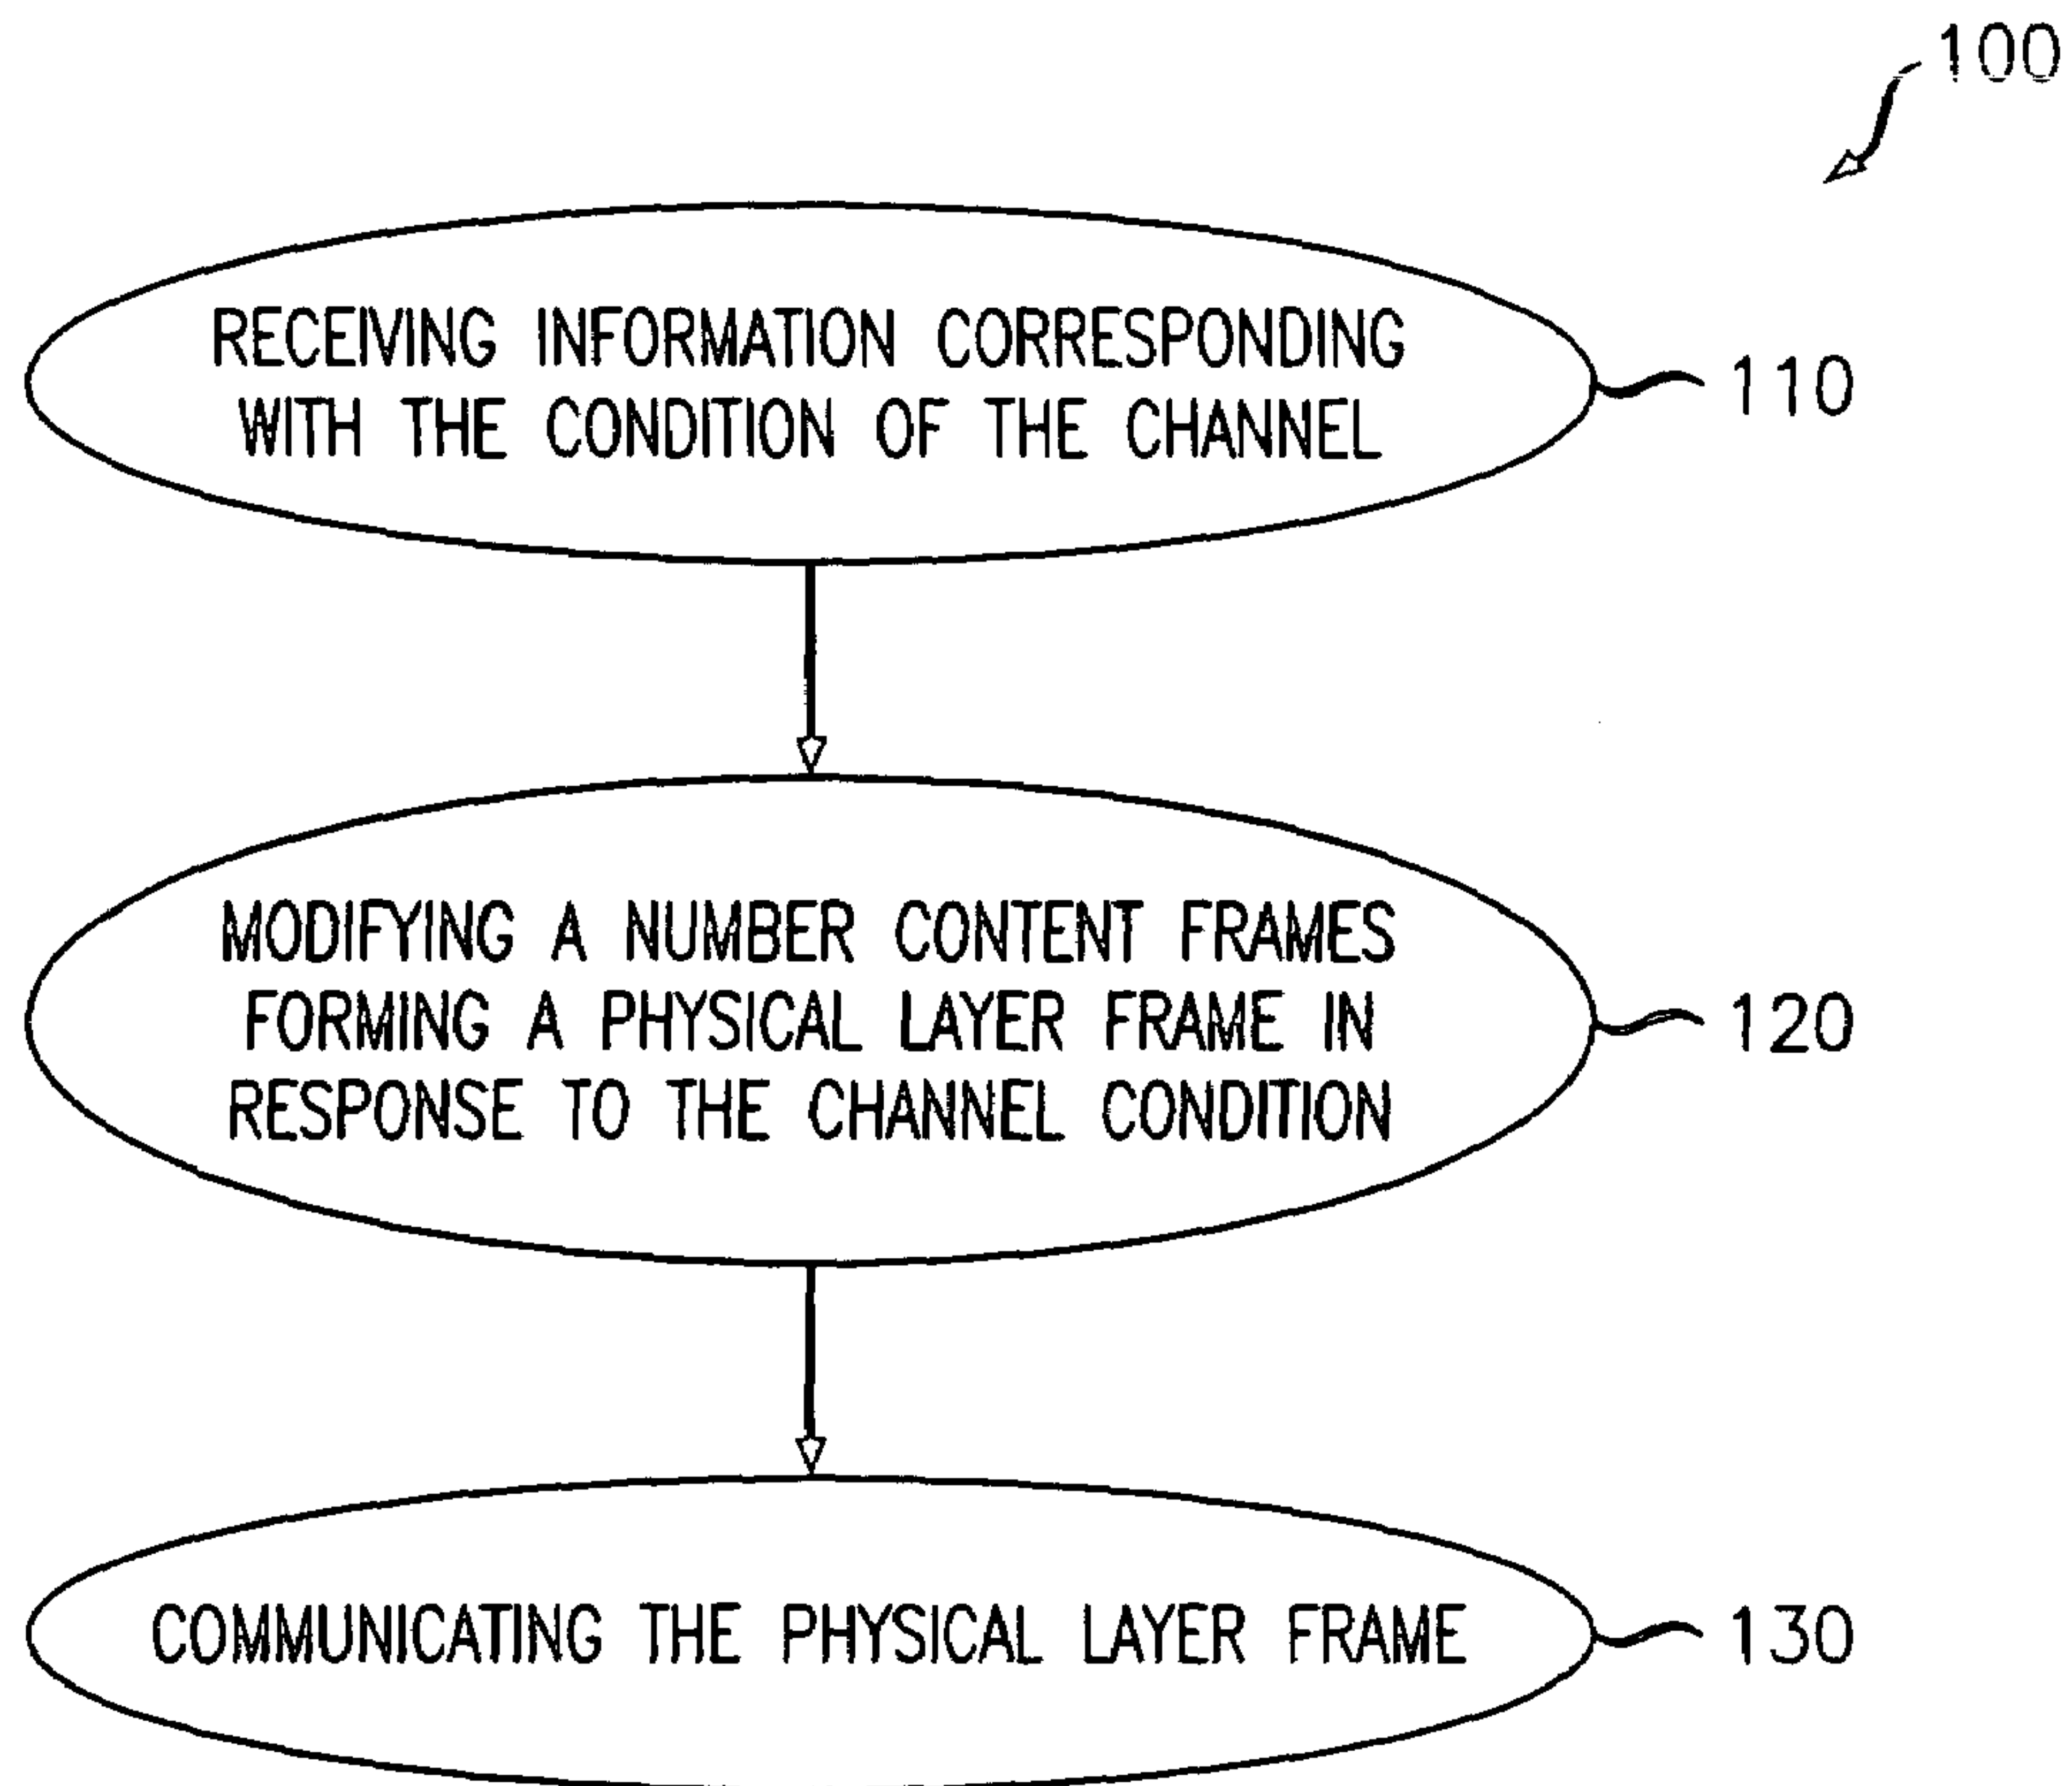 100
RECEIVING INFORMATION CORRESPONDING
WITH THE CONDITION OF THE CHANNEL
110
MODIFYING A NUMBER CONTENT FRAMES
FORMING A PHYSICAL LAYER FRAME IN
RESPONSE TO THE CHANNEL CONDITION
120
COMMUNICATING THE PHYSICAL LAYER FRAME
130